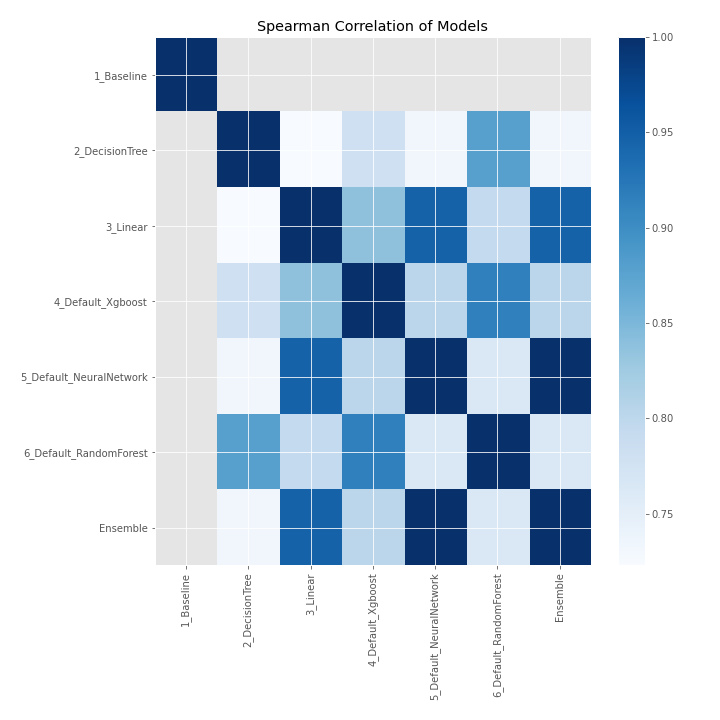 Spearman Correlation of Models
1_Baseline
2_DecisionTree
3_Linear
4_Default_Xgboost
5_Default_NeuralNetwork
6_Default_RandomForest
Ensemble
1_Baseline
2_DecisionTree
3_Linear
4_Default_Xgboost
5_Default_NeuralNetwork
6_Default_RandomForest
Ensemble
1.00
0.95
0.90
0.85
0.80
0.75